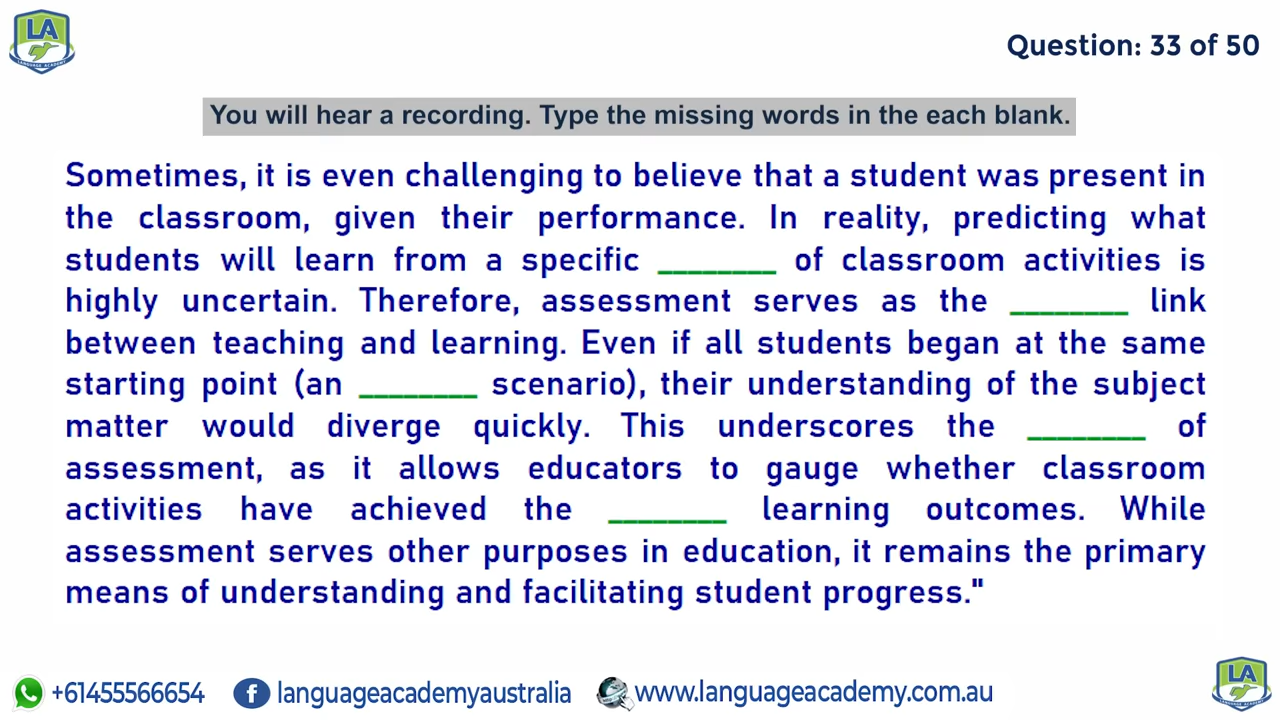 LA
LANGUAGE ACADEMY
Question: 33 of 50
You will hear a recording. Type the missing words in the each blank.
Sometimes, it is even challenging to believe that a student was present in
the classroom, given their performance. In reality, predicting what
students will learn from a specific ________ of classroom activities is
highly uncertain. Therefore, assessment serves as the ________ link
between teaching and learning. Even if all students began at the same
starting point (an ________ scenario), their understanding of the subject
matter would diverge quickly. This underscores the ________ of
assessment, as it allows educators to gauge whether classroom
activities have achieved the ________ learning outcomes. While
assessment serves other purposes in education, it remains the primary
means of understanding and facilitating student progress."
+61455566654 languageacademyaustralia www.languageacademy.com.au
LA
LANGUAGE ACADEMY